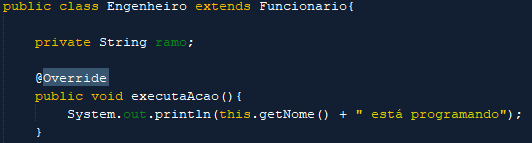 public class Engenheiro extends Funcionario{
private String ramo;
@Override
public void executaAcao(){
System.out.println(this.getNome() + " está programando");
}